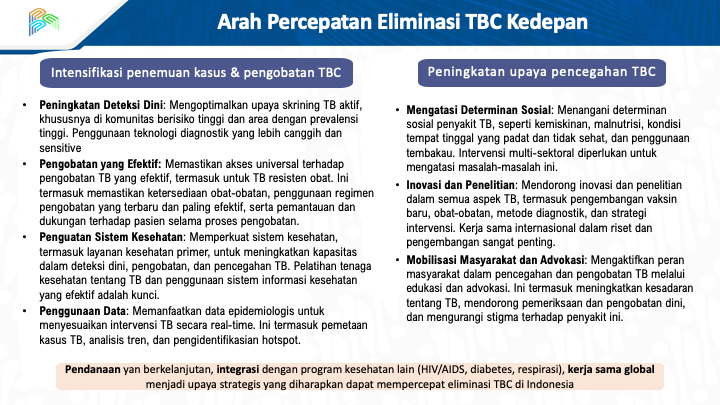 Arah Percepatan Eliminasi TBC Kedepan
Intensifikasi penemuan kasus & pengobatan TBC
• Peningkatan Deteksi Dini: Mengoptimalkan upaya skrining TB aktif,
khususnya di komunitas berisiko tinggi dan area dengan prevalensi
tinggi. Penggunaan teknologi diagnostik yang lebih canggih dan
sensitive
• Pengobatan yang Efektif: Memastikan akses universal terhadap
pengobatan TB yang efektif, termasuk untuk TB resisten obat. Ini
termasuk memastikan ketersediaan obat-obatan, penggunaan regimen
pengobatan yang terbaru dan paling efektif, serta pemantauan dan
dukungan terhadap pasien selama proses pengobatan.
• Penguatan Sistem Kesehatan: Memperkuat sistem kesehatan,
termasuk layanan kesehatan primer, untuk meningkatkan kapasitas
dalam deteksi dini, pengobatan, dan pencegahan TB. Pelatihan tenaga
kesehatan tentang TB dan penggunaan sistem informasi kesehatan
yang efektif adalah kunci.
• Penggunaan Data: Memanfaatkan data epidemiologis untuk
menyesuaikan intervensi TB secara real-time. Ini termasuk pemetaan
kasus TB, analisis tren, dan pengidentifikasian hotspot.
Peningkatan upaya pencegahan TBC
• Mengatasi Determinan Sosial: Menangani determinan
sosial penyakit TB, seperti kemiskinan, malnutrisi, kondisi
tempat tinggal yang padat dan tidak sehat, dan penggunaan
tembakau. Intervensi multi-sektoral diperlukan untuk
mengatasi masalah-masalah ini.
• Inovasi dan Penelitian: Mendorong inovasi dan penelitian
dalam semua aspek TB, termasuk pengembangan vaksin
baru, obat-obatan, metode diagnostik, dan strategi
intervensi. Kerja sama internasional dalam riset dan
pengembangan sangat penting.
• Mobilisasi Masyarakat dan Advokasi: Mengaktifkan peran
masyarakat dalam pencegahan dan pengobatan TB melalui
edukasi dan advokasi. Ini termasuk meningkatkan kesadaran
tentang TB, mendorong pemeriksaan dan pengobatan dini,
dan mengurangi stigma terhadap penyakit ini.
Pendanaan yan berkelanjutan, integrasi dengan program kesehatan lain (HIV/AIDS, diabetes, respirasi), kerja sama global
menjadi upaya strategis yang diharapkan dapat mempercepat eliminasi TBC di Indonesia